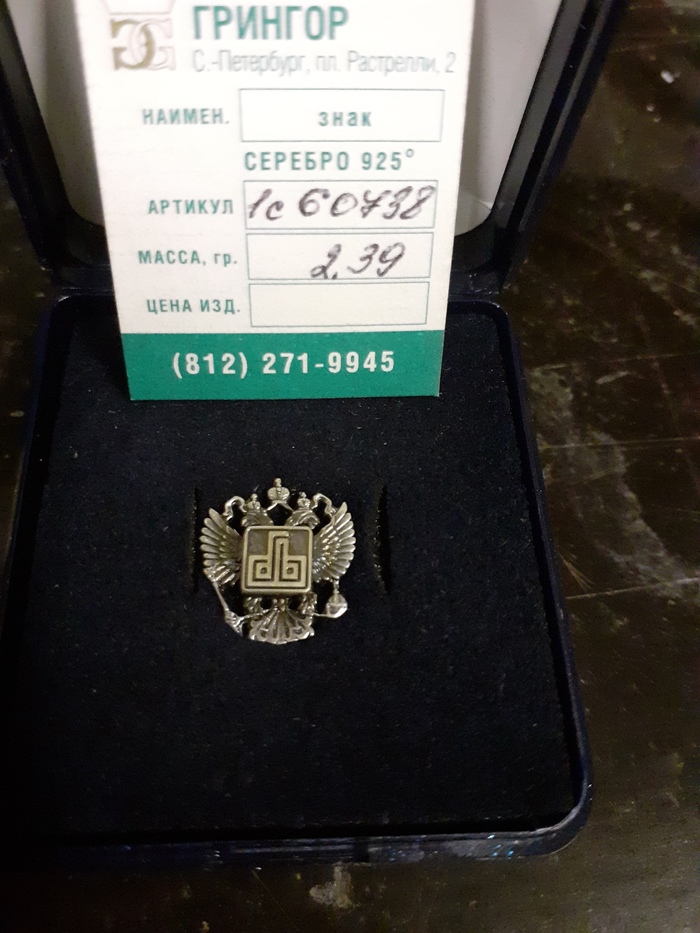 ГРИНГОР
С.-Петербург, пл. Растрелли, 2
НАИМЕН. знак
СЕРЕБРО 925°
АРТИКУЛ 1с 60738
МАССА, гр. 2,39
ЦЕНА ИЗД.
(812) 271-9945